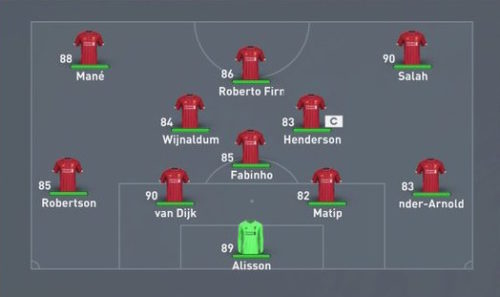 88
Mané
86
Roberto Firn
90
Salah
84
Wijnaldum
83
C
Henderson
85
Fabinho
85
Robertson
90
van Dijk
82
Matip
83
nder-Arnold
89
Alisson